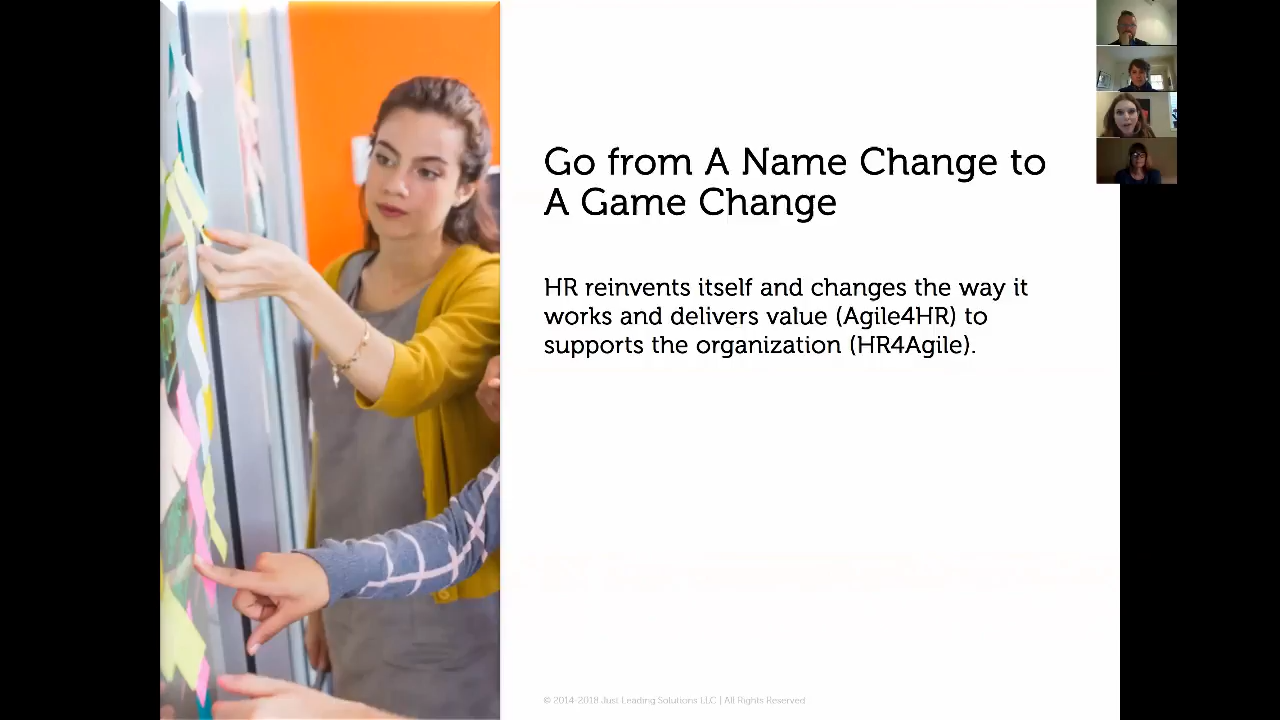 Go from A Name Change to
A Game Change
HR reinvents itself and changes the way it
works and delivers value (Agile4HR) to
supports the organization (HR4Agile).
© 2014-2018 Just Leading Solutions LLC | All Rights Reserved